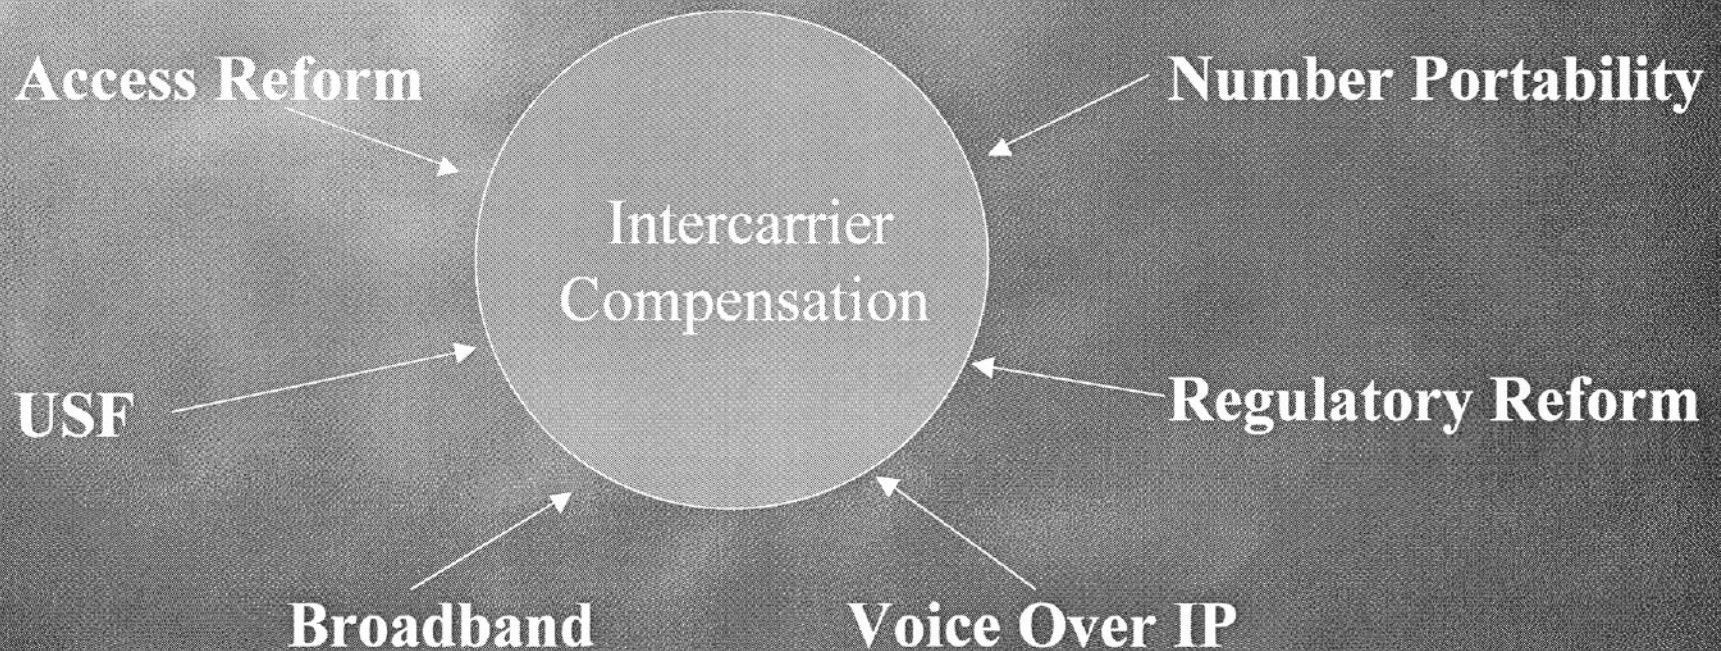 Access Reform
Number Portability
Intercarrier
Compensation
USF
Regulatory Reform
Broadband
Voice Over IP